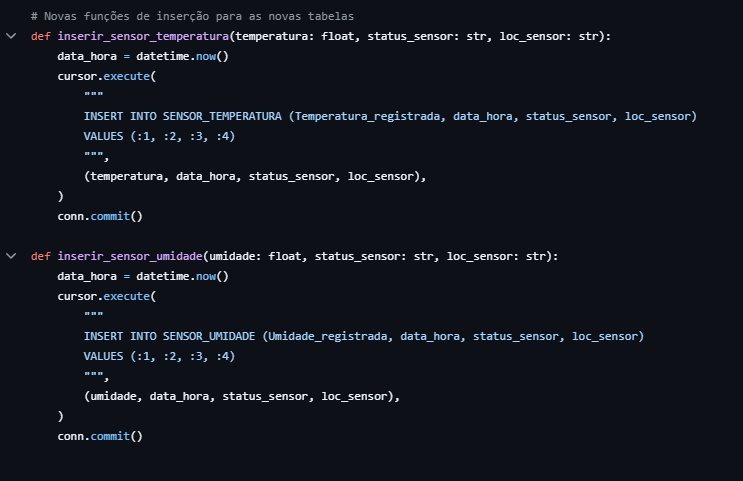 # Novas funções de inserção para as novas tabelas
def inserir_sensor_temperatura(temperatura: float, status_sensor: str, loc_sensor: str):
    data_hora = datetime.now()
    cursor.execute(
        """
        INSERT INTO SENSOR_TEMPERATURA (Temperatura_registrada, data_hora, status_sensor, loc_sensor)
        VALUES (:1, :2, :3, :4)
        """,
        (temperatura, data_hora, status_sensor, loc_sensor),
    )
    conn.commit()

def inserir_sensor_umidade(umidade: float, status_sensor: str, loc_sensor: str):
    data_hora = datetime.now()
    cursor.execute(
        """
        INSERT INTO SENSOR_UMIDADE (Umidade_registrada, data_hora, status_sensor, loc_sensor)
        VALUES (:1, :2, :3, :4)
        """,
        (umidade, data_hora, status_sensor, loc_sensor),
    )
    conn.commit()